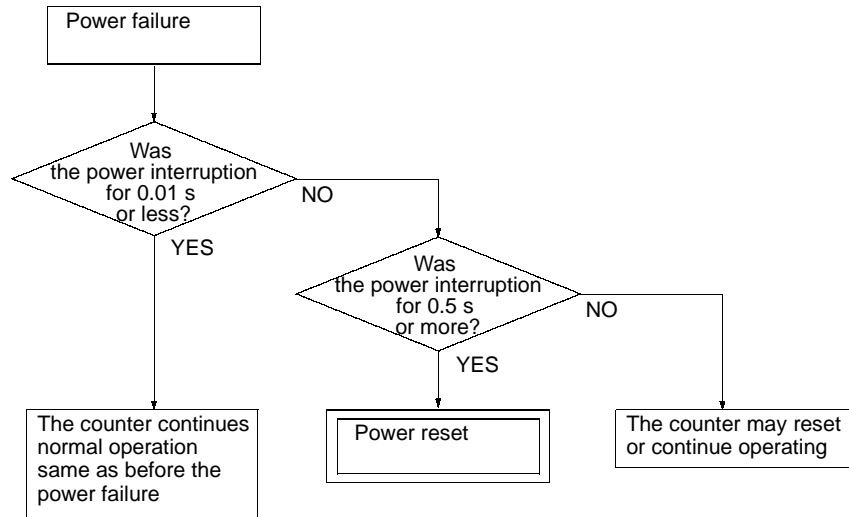 Power failure
Was
the power interruption
for 0.01 s
or less?
NO
YES
Was
the power interruption
for 0.5 s
or more?
NO
YES
The counter continues
normal operation
same as before the
power failure
Power reset
The counter may reset
or continue operating